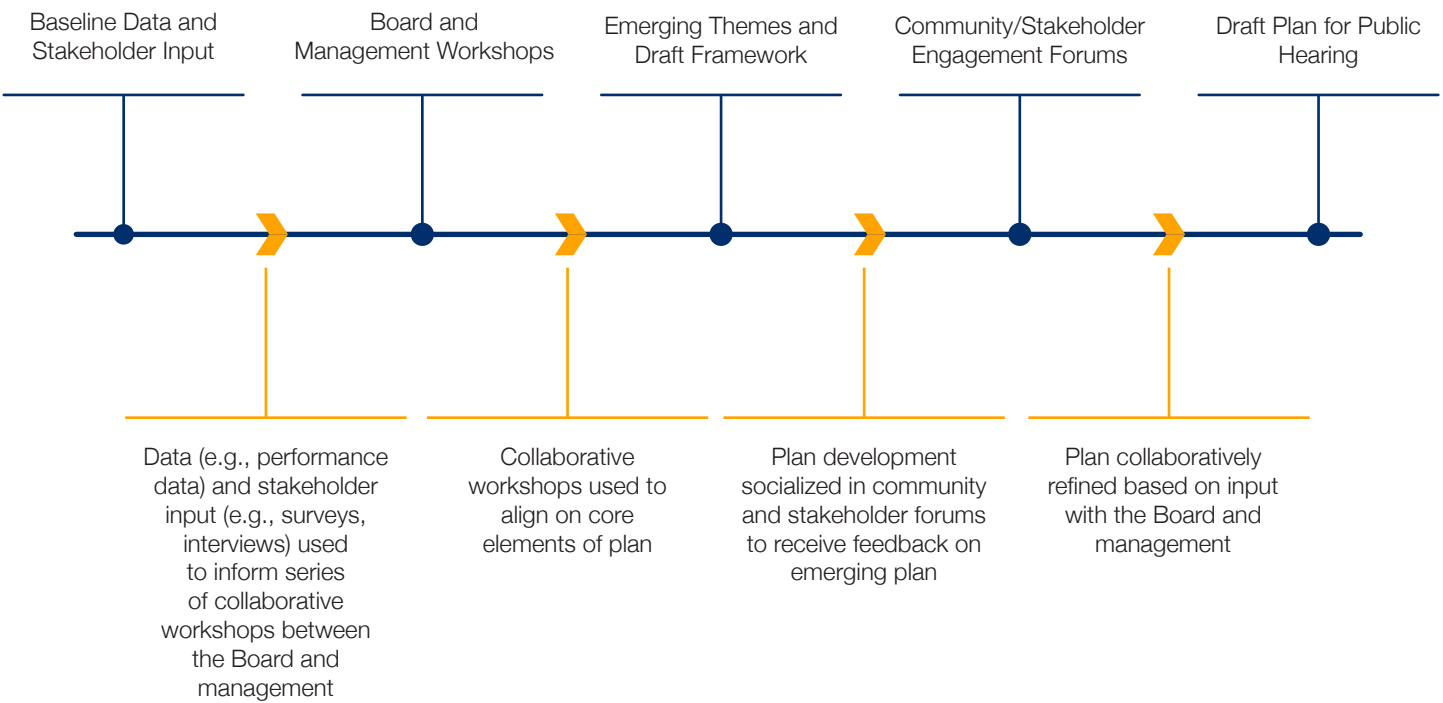 Baseline Data and
Stakeholder Input
Board and
Management Workshops
Emerging Themes and
Draft Framework
Community/Stakeholder
Engagement Forums
Draft Plan for Public
Hearing
Data (e.g., performance
data) and stakeholder
input (e.g., surveys,
interviews) used
to inform series
of collaborative
workshops between
the Board and
management
Collaborative
workshops used to
align on core
elements of plan
Plan development
socialized in community
and stakeholder forums
to receive feedback on
emerging plan
Plan collaboratively
refined based on input
with the Board and
management